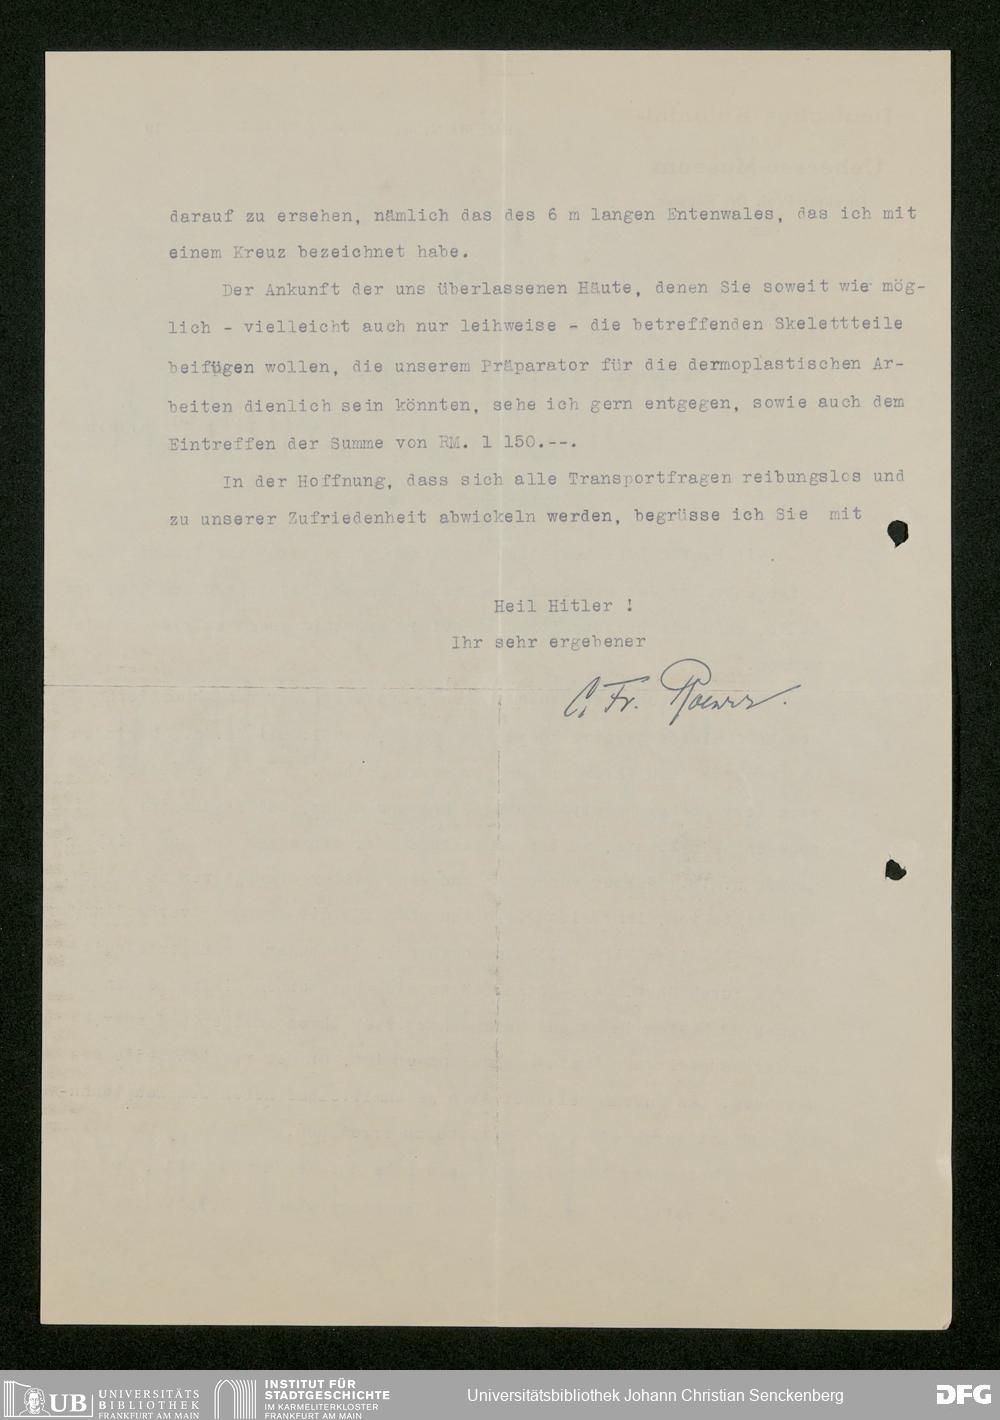 darauf zu ersehen, nämlich das des 6 m langen Entenwales, das ich mit
einem Kreuz bezeichnet habe.
Der Ankunft der uns überlassenen Häute, denen Sie soweit wie mög-
lich - vielleicht auch nur leihweise - die betreffenden Skelettteile
beifügen wollen, die unserem Präparator für die dermoplastischen Ar-
beiten dienlich sein könnten, sehe ich gern entgegen, sowie auch dem
Eintreffen der Summe von RM. 1 150.--.
In der Hoffnung, dass sich alle Transportfragen reibungslos und
zu unserer Zufriedenheit abwickeln werden, begrüsse ich Sie mit
Heil Hitler !
Ihr sehr ergebener
C. Fr. Roewer.
UB UNIVERSITÄTS
BIBLIOTHEK
FRANKFURT AM MAIN
INSTITUT FÜR
STADTGESCHICHTE
IM KARMELITERKLOSTER
FRANKFURT AM MAIN
Universitätsbibliothek Johann Christian Senckenberg
DFG